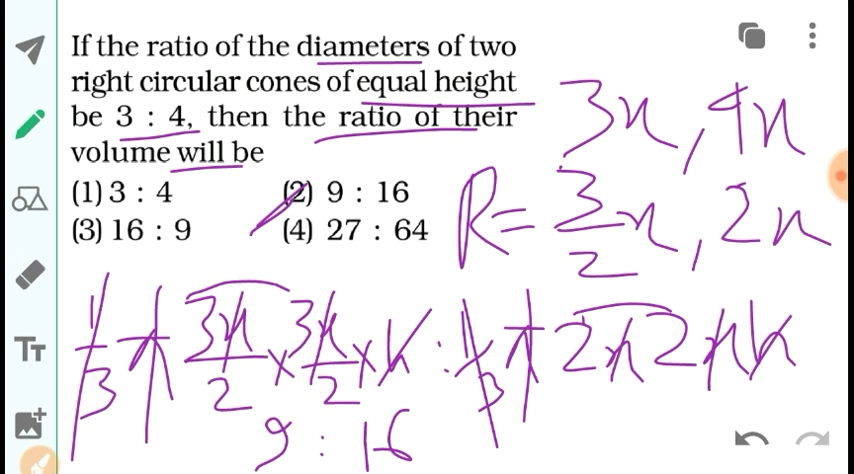 If the ratio of the diameters of two
right circular cones of equal height
be 3 : 4, then the ratio of their
volume will be
(1) 3 : 4 (2) 9 : 16
(3) 16 : 9 (4) 27 : 64
3x, 4x
R = 3/2 x, 2x
1/3 π 3x/2 × 3x/2 × h : 1/3 π 2x 2x h
9 : 16
TT